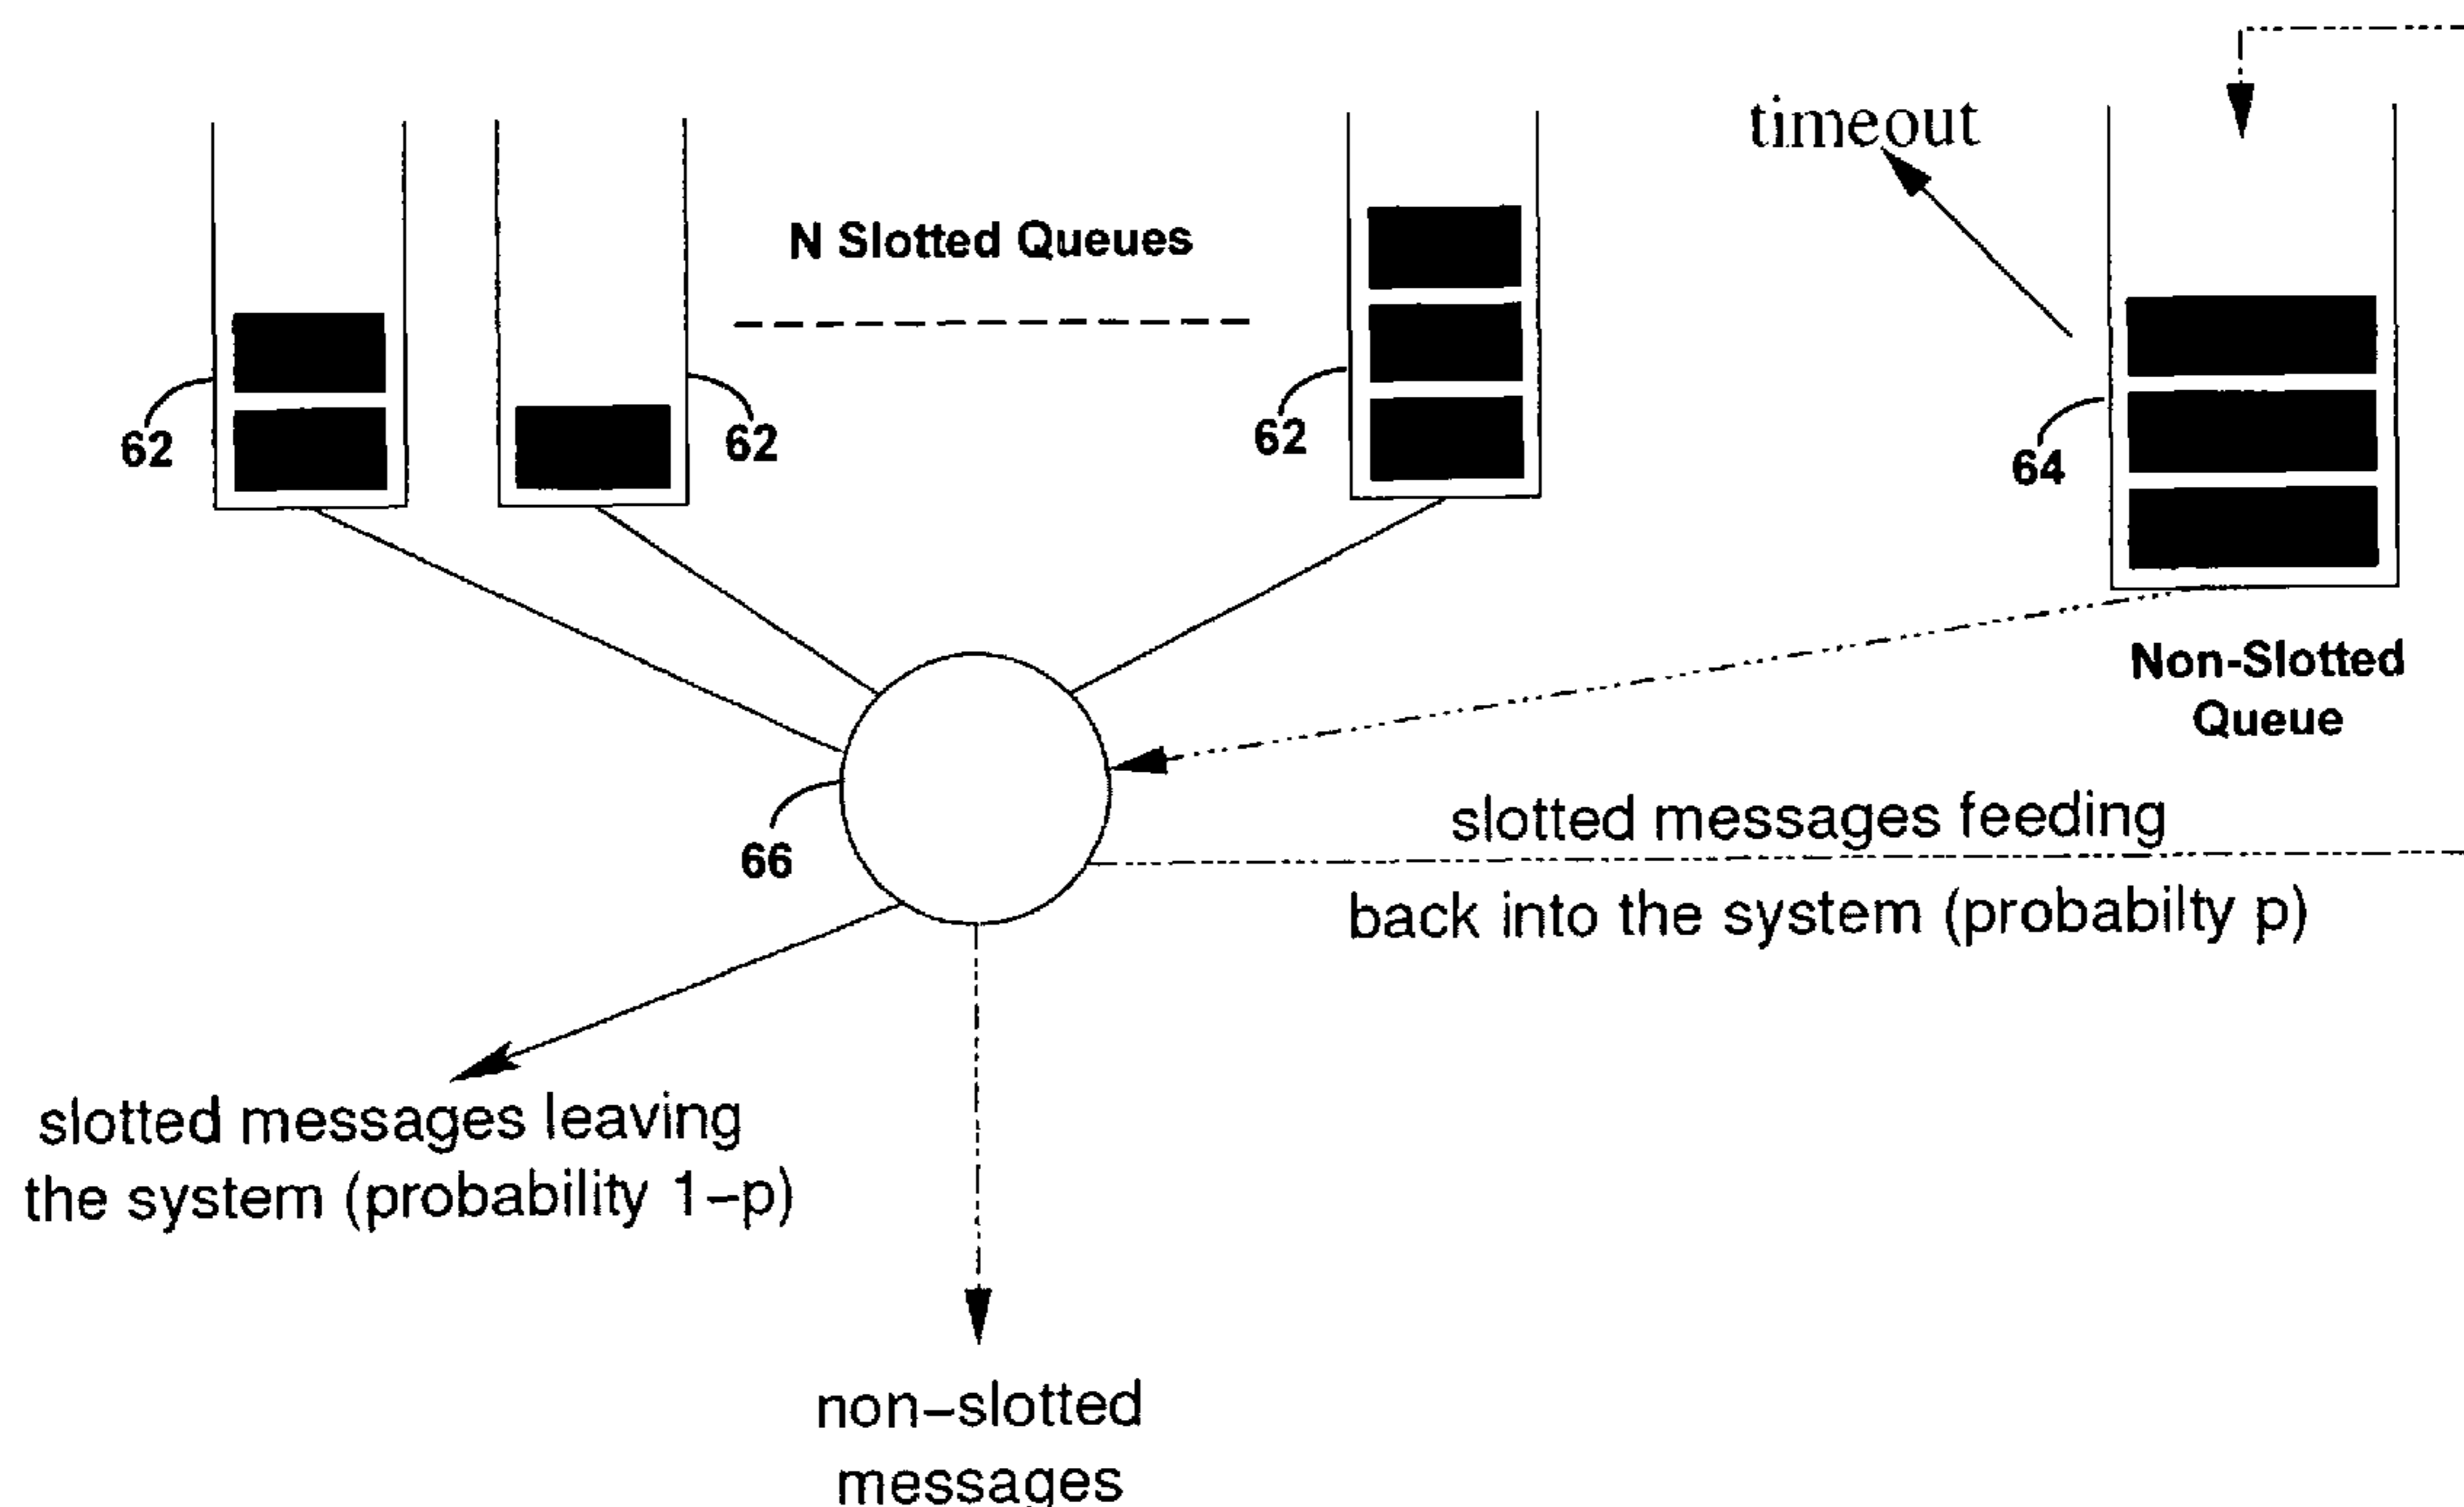 timeout
N Slotted Queues
62
62
62
64
Non-Slotted
Queue
slotted messages feeding
back into the system (probabilty p)
66
slotted messages leaving
the system (probability 1–p)
non–slotted
messages